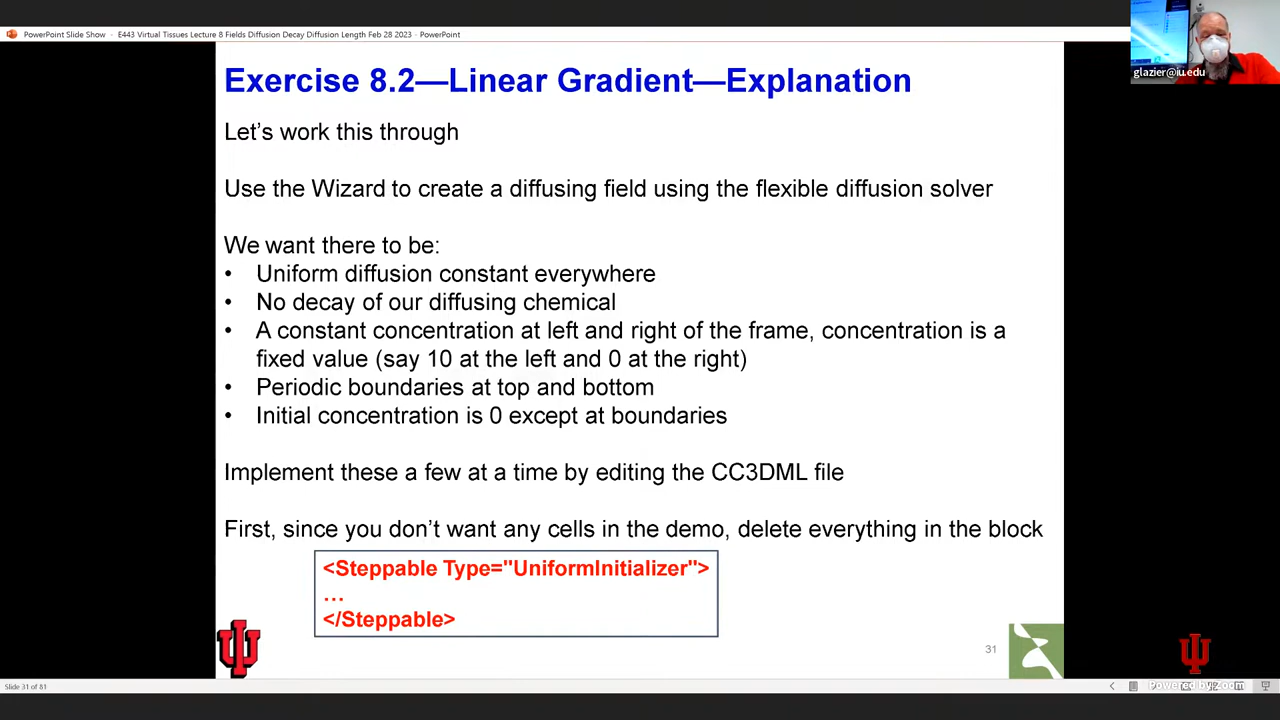 PowerPoint Slide Show - E443 Virtual Tissues Lecture 8 Fields Diffusion Decay Diffusion Length Feb 28 2023 - PowerPoint
glazier@iu.edu
Exercise 8.2—Linear Gradient—Explanation
Let's work this through
Use the Wizard to create a diffusing field using the flexible diffusion solver
We want there to be:
• Uniform diffusion constant everywhere
• No decay of our diffusing chemical
• A constant concentration at left and right of the frame, concentration is a
fixed value (say 10 at the left and 0 at the right)
• Periodic boundaries at top and bottom
• Initial concentration is 0 except at boundaries
Implement these a few at a time by editing the CC3DML file
First, since you don't want any cells in the demo, delete everything in the block
<Steppable Type="UniformInitializer">
…
</Steppable>
31
Slide 31 of 81
Powered by Zoom